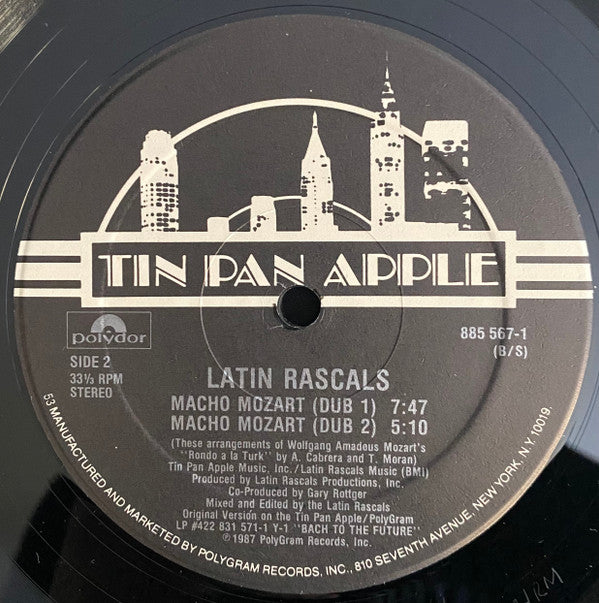 TIN PAN APPLE
polydor
885 567-1
(B/S)
SIDE 2
33⅓ RPM
STEREO
LATIN RASCALS
MACHO MOZART (DUB 1) 7:47
MACHO MOZART (DUB 2) 5:10
(These arrangements of Wolfgang Amadeus Mozart's
"Rondo a la Turk" by A. Cabrera and T. Moran)
Tin Pan Apple Music, Inc./Latin Rascals Music (BMI)
Produced by Latin Rascals Productions, Inc.
Co-Produced by Gary Rottger
Mixed and Edited by the Latin Rascals
Original Version on the Tin Pan Apple/PolyGram
LP #422 831 571-1 Y-1 "BACH TO THE FUTURE"
℗ 1987 PolyGram Records, Inc.
53 MANUFACTURED AND MARKETED BY POLYGRAM RECORDS, INC., 810 SEVENTH AVENUE, NEW YORK, N.Y. 10019.